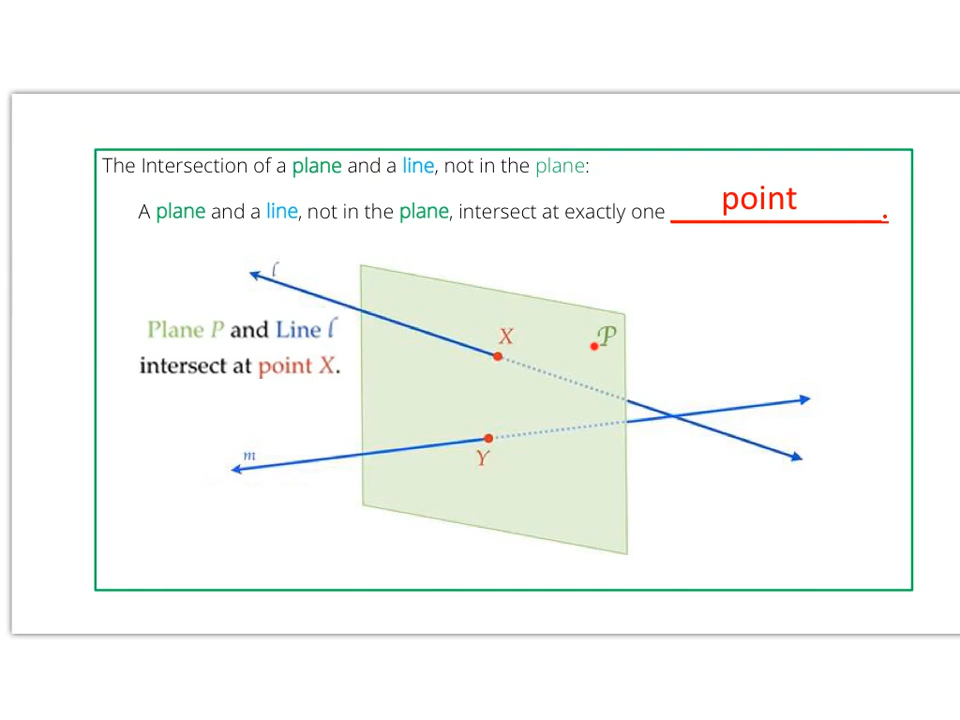 The Intersection of a plane and a line, not in the plane:
A plane and a line, not in the plane, intersect at exactly one point.
l
Plane P and Line l
intersect at point X.
X
P
m
Y